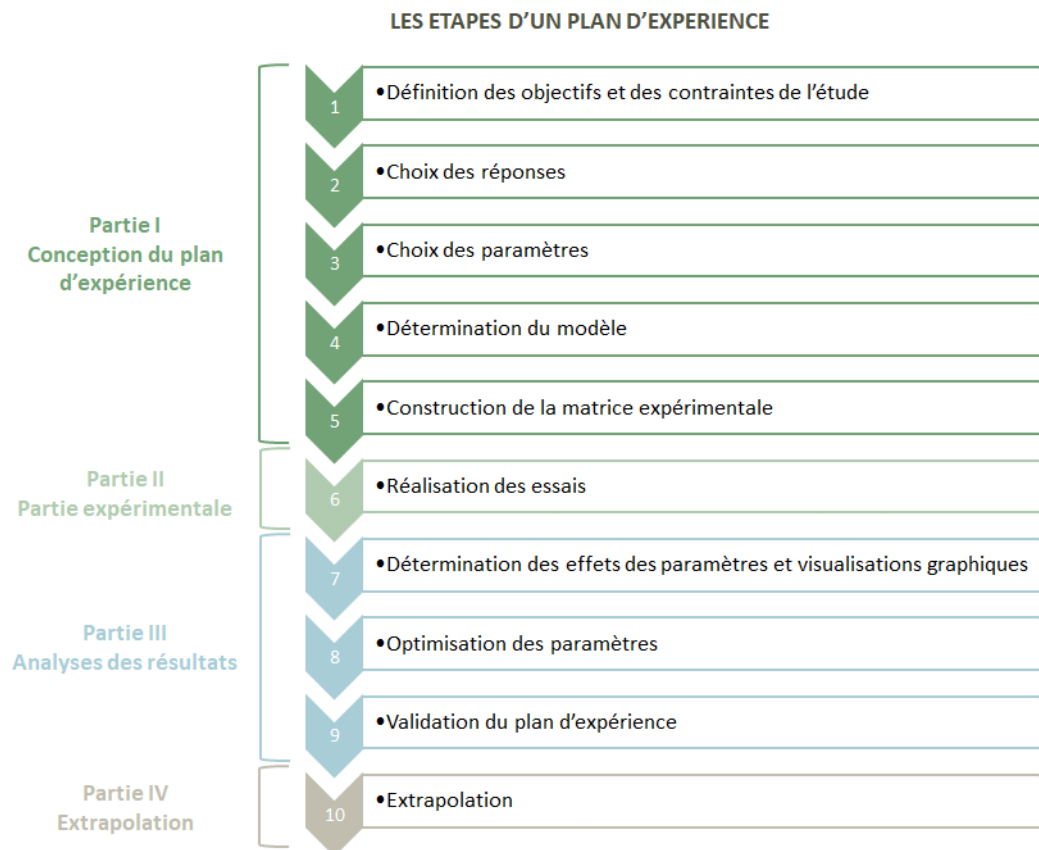 LES ETAPES D’UN PLAN D’EXPERIENCE
Partie I
Conception du plan
d’expérience
1
•Définition des objectifs et des contraintes de l’étude
2
•Choix des réponses
3
•Choix des paramètres
4
•Détermination du modèle
5
•Construction de la matrice expérimentale
Partie II
Partie expérimentale
6
•Réalisation des essais
Partie III
Analyses des résultats
7
•Détermination des effets des paramètres et visualisations graphiques
8
•Optimisation des paramètres
9
•Validation du plan d’expérience
Partie IV
Extrapolation
10
•Extrapolation